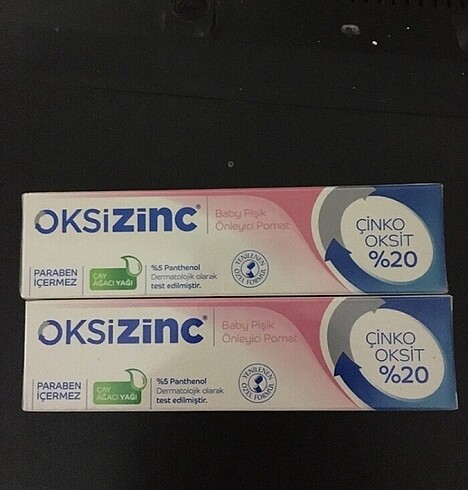 OKSiZiNC®
Baby Pişik
Önleyici Pomat
ÇİNKO
OKSİT
%20
PARABEN
İÇERMEZ
ÇAY
AĞACI YAĞI
%5 Panthenol
Dermatolojik olarak
test edilmiştir.
YENİLENEN
ÖZEL FORMÜL
OKSiZiNC®
Baby Pişik
Önleyici Pomat
ÇİNKO
OKSİT
%20
PARABEN
İÇERMEZ
ÇAY
AĞACI YAĞI
%5 Panthenol
Dermatolojik olarak
test edilmiştir.
YENİLENEN
ÖZEL FORMÜL